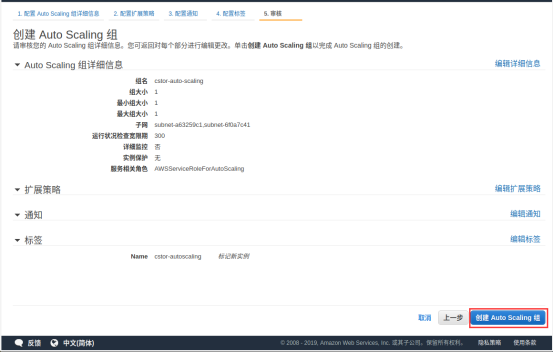 1. 配置 Auto Scaling 组详细信息 2. 配置扩展策略 3. 配置通知 4. 配置标签 5. 审核
创建 Auto Scaling 组
请审核您的 Auto Scaling 组详细信息。您可返回对每个部分进行编辑更改。单击创建 Auto Scaling 组以完成 Auto Scaling 组的创建。
Auto Scaling 组详细信息 编辑详细信息
组名 cstor-auto-scaling
组大小 1
最小组大小 1
最大组大小 1
子网 subnet-a63259c1,subnet-6f0a7c41
运行状况检查宽限期 300
详细监控 否
实例保护 无
服务相关角色 AWSServiceRoleForAutoScaling
扩展策略 编辑扩展策略
通知 编辑通知
标签 编辑标签
Name cstor-autoscaling 标记新实例
取消 上一步 创建 Auto Scaling 组
反馈 中文(简体) © 2008 - 2019, Amazon Web Services, Inc. 或其子公司。保留所有权利。 隐私策略 使用条款